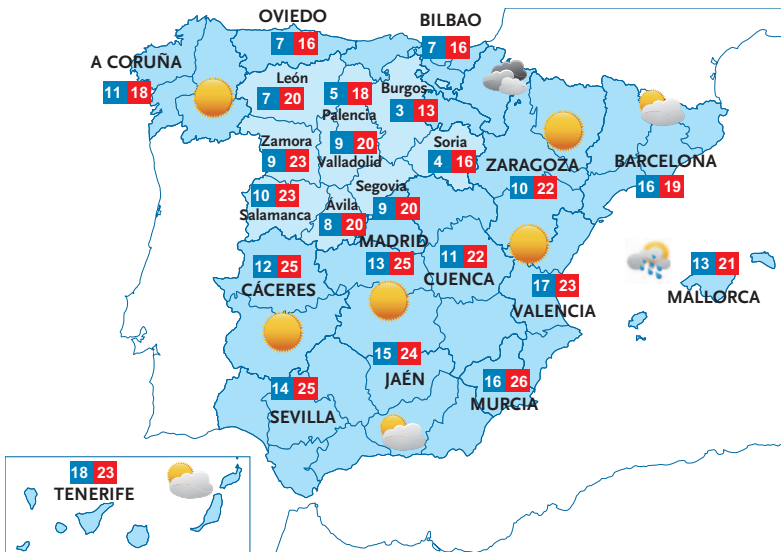 OVIEDO
7 16
BILBAO
7 16
A CORUÑA
11 18
León
7 20
5 18
Palencia
Burgos
3 13
Zamora
9 23
9 20
Valladolid
Soria
4 16
ZARAGOZA
10 22
BARCELONA
16 19
10 23
Salamanca
Segovia
9 20
Ávila
8 20
MADRID
13 25
11 22
CUENCA
12 25
CÁCERES
17 23
VALENCIA
13 21
MALLORCA
15 24
JAÉN
14 25
SEVILLA
16 26
MURCIA
18 23
TENERIFE